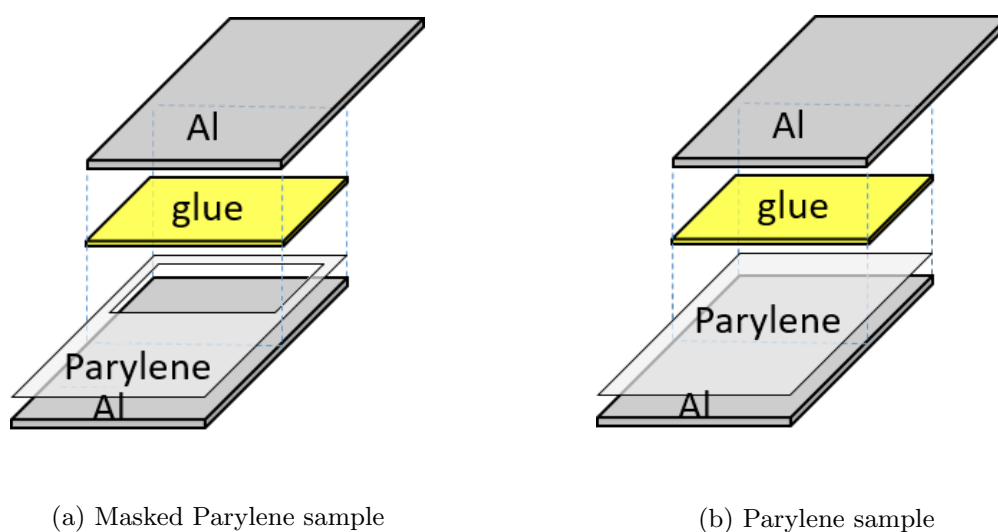 Al
glue
Parylene
Al
(a) Masked Parylene sample
Al
glue
Parylene
Al
(b) Parylene sample